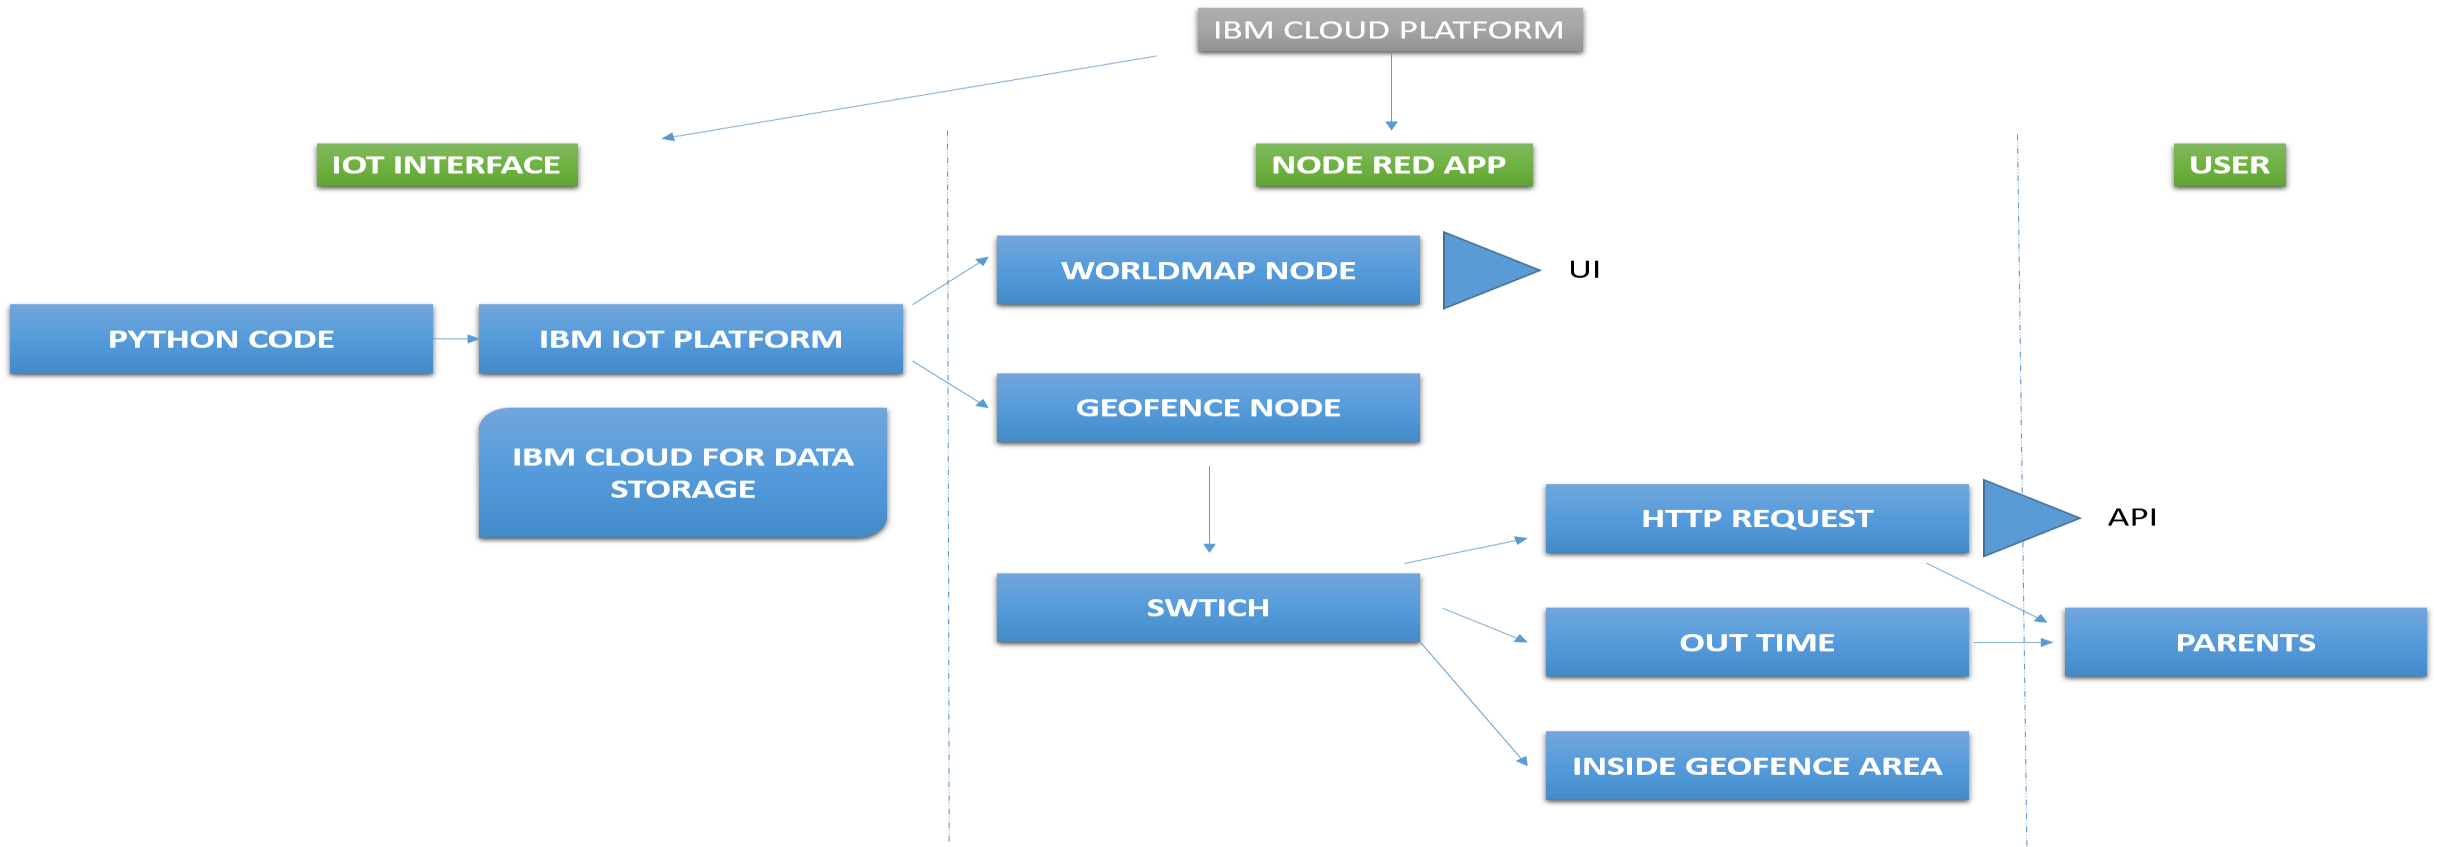 IBM CLOUD PLATFORM
IOT INTERFACE
NODE RED APP
USER
WORLDMAP NODE
UI
PYTHON CODE
IBM IOT PLATFORM
GEOFENCE NODE
IBM CLOUD FOR DATA
STORAGE
HTTP REQUEST
API
SWTICH
OUT TIME
PARENTS
INSIDE GEOFENCE AREA